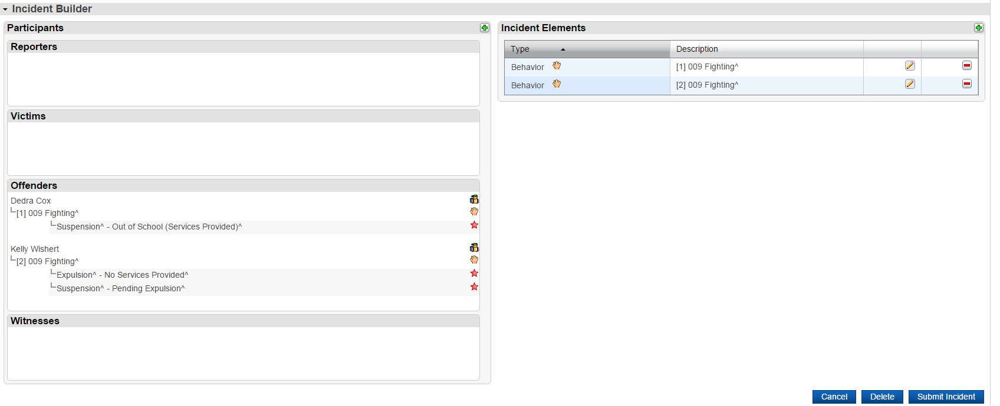 Incident Builder
Participants
Reporters
Victims
Offenders
Dedra Cox
[1] 009 Fighting^
Suspension^ - Out of School (Services Provided)^
Kelly Wishert
[2] 009 Fighting^
Expulsion^ - No Services Provided^
Suspension^ - Pending Expulsion^
Witnesses
Incident Elements
Type Description
Behavior [1] 009 Fighting^
Behavior [2] 009 Fighting^
Cancel Delete Submit Incident